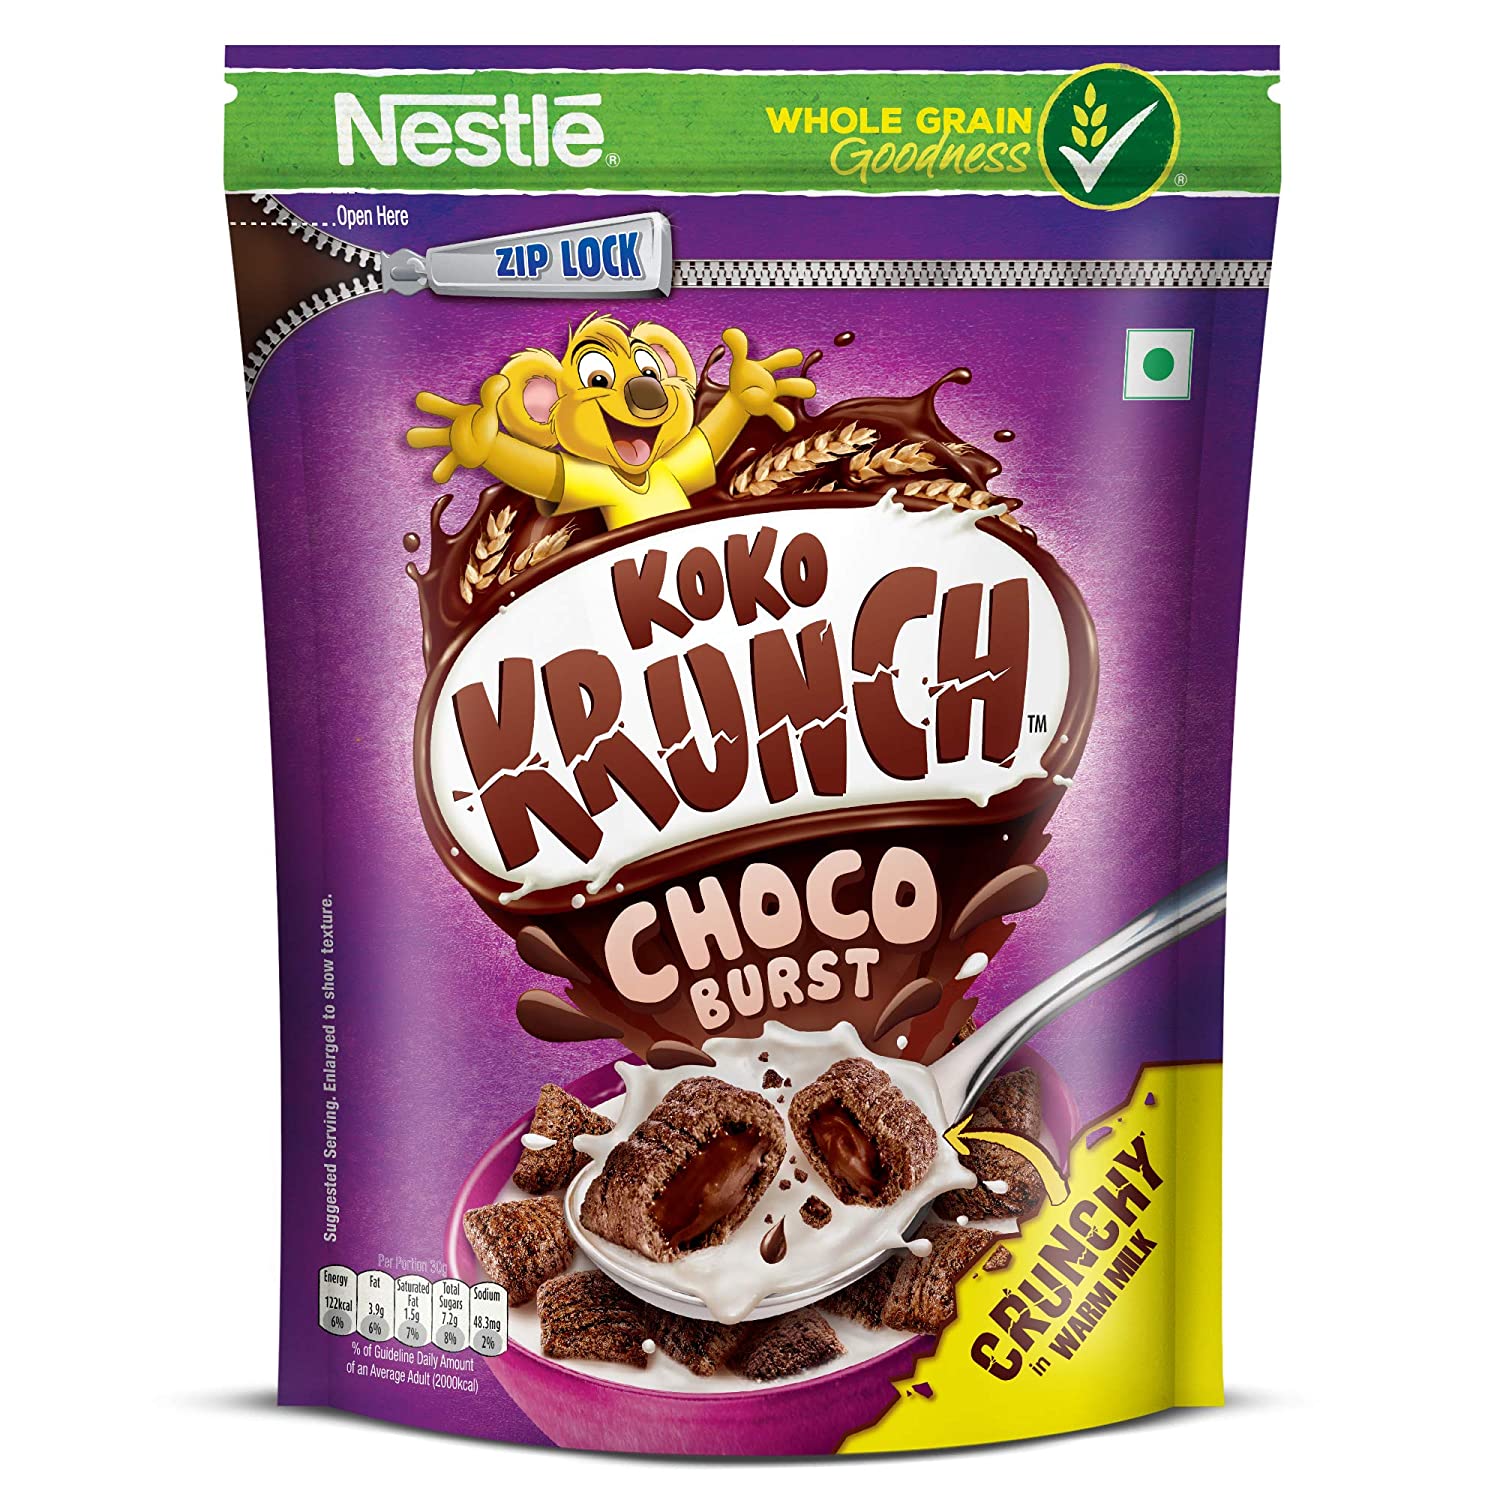 Nestlé®
WHOLE GRAIN
Goodness
®
Open Here
ZIP LOCK
KOKO
KRUNCH™
CHOCO
BURST
Suggested Serving. Enlarged to show texture.
CRUNCHY
in WARM MILK
Per Portion 30g
Energy
122kcal
6%
Fat
3.9g
6%
Saturated
Fat
1.5g
7%
Total
Sugars
7.2g
8%
Sodium
48.3mg
2%
% of Guideline Daily Amount
of an Average Adult (2000kcal)